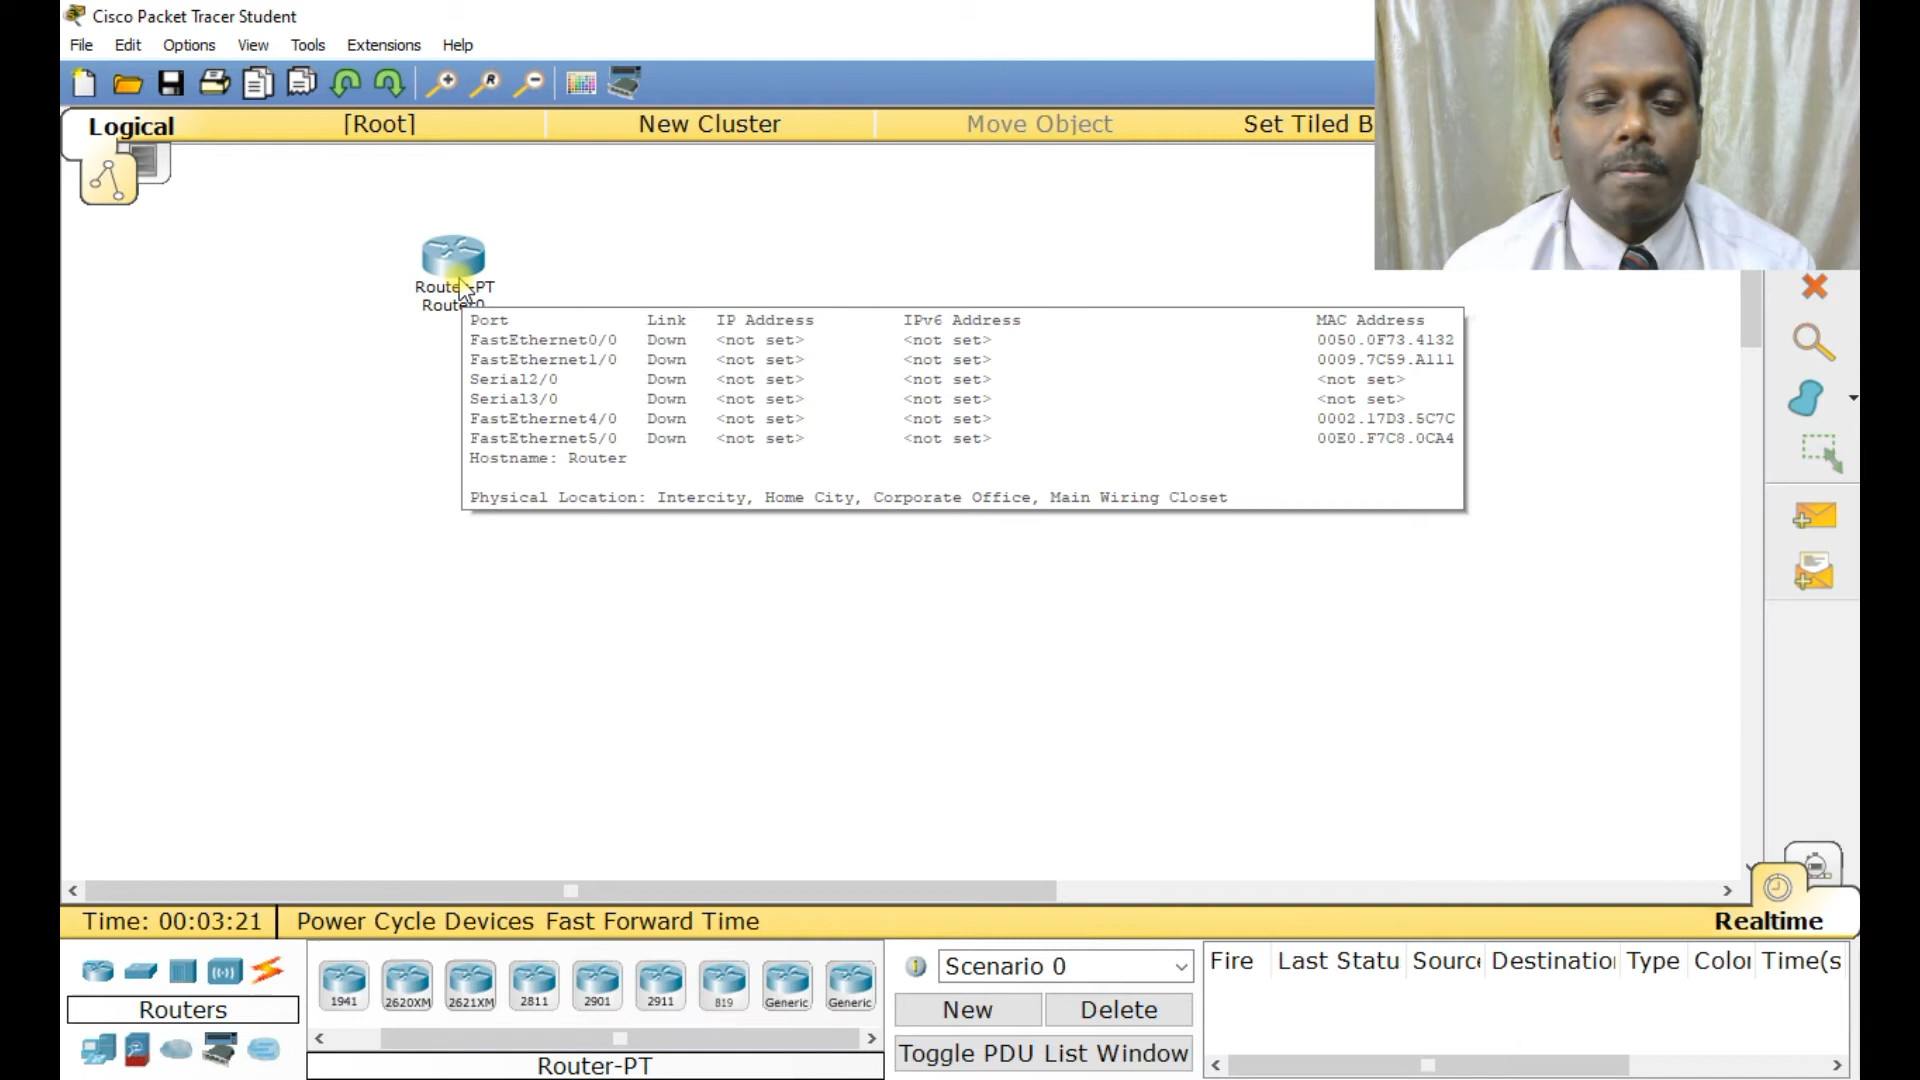 Cisco Packet Tracer Student
File Edit Options View Tools Extensions Help
Logical [Root] New Cluster Move Object Set Tiled B
Router-PT
Router0
Port Link IP Address IPv6 Address MAC Address
FastEthernet0/0 Down <not set> <not set> 0050.0F73.4132
FastEthernet1/0 Down <not set> <not set> 0009.7C59.A111
Serial2/0 Down <not set> <not set> <not set>
Serial3/0 Down <not set> <not set> <not set>
FastEthernet4/0 Down <not set> <not set> 0002.17D3.5C7C
FastEthernet5/0 Down <not set> <not set> 00E0.F7C8.0CA4
Hostname: Router
Physical Location: Intercity, Home City, Corporate Office, Main Wiring Closet
Time: 00:03:21 Power Cycle Devices Fast Forward Time Realtime
Routers
1941 2620XM 2621XM 2811 2901 2911 819 Generic Generic
Router-PT
Scenario 0
New Delete
Toggle PDU List Window
Fire Last Statu Source Destination Type Color Time(s